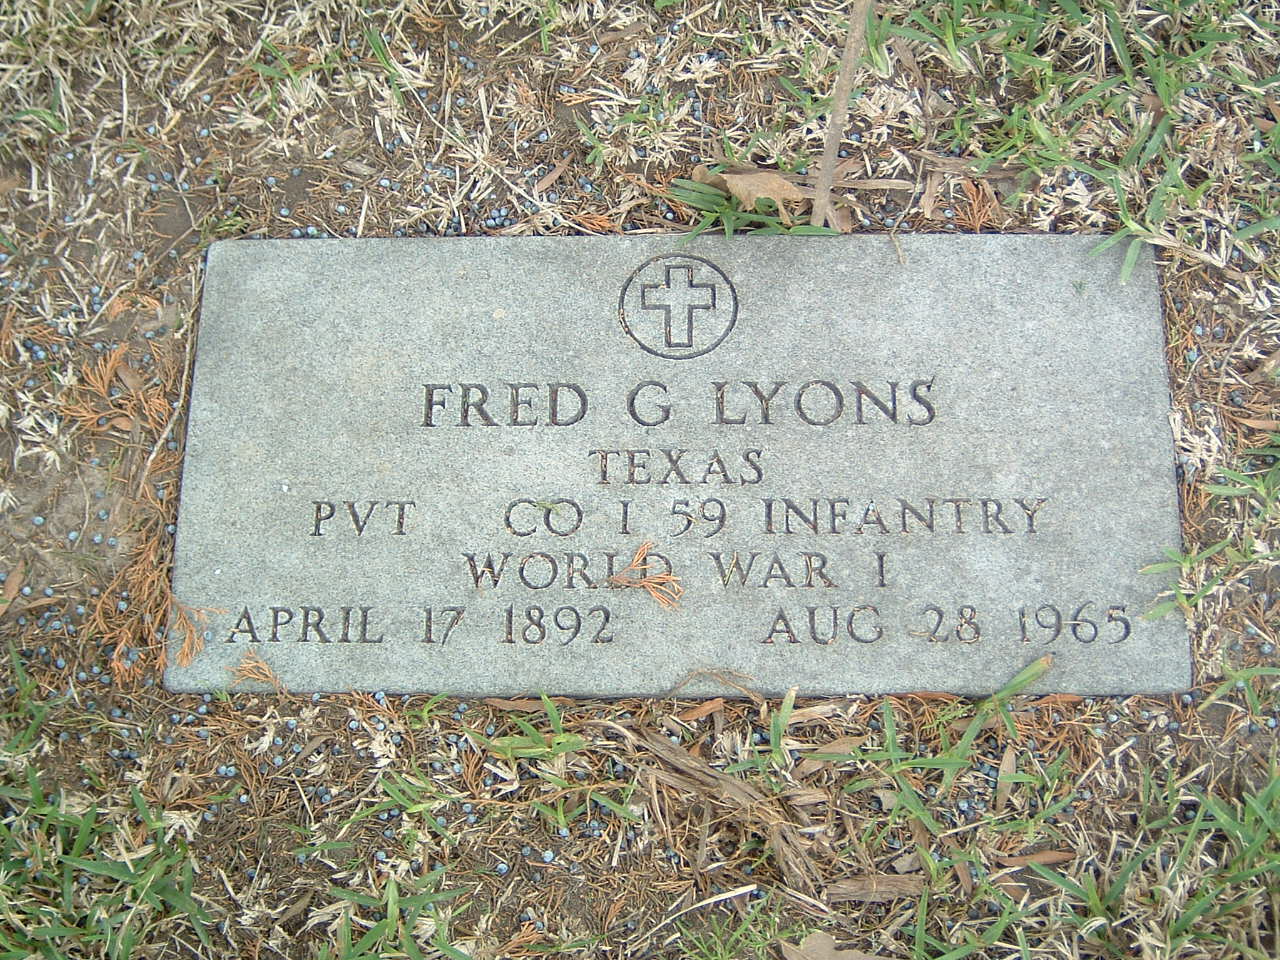 FRED G LYONS
TEXAS
PVT CO I 59 INFANTRY
WORLD WAR I
APRIL 17 1892 AUG 28 1965